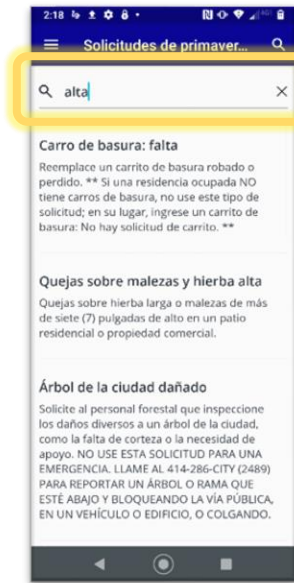 2:18
Solicitudes de primaver...
alta
Carro de basura: falta
Reemplace un carrito de basura robado o
perdido. ** Si una residencia ocupada NO
tiene carros de basura, no use este tipo de
solicitud; en su lugar, ingrese un carrito de
basura: No hay solicitud de carrito. **
Quejas sobre malezas y hierba alta
Quejas sobre hierba larga o malezas de más
de siete (7) pulgadas de alto en un patio
residencial o propiedad comercial.
Árbol de la ciudad dañado
Solicite al personal forestal que inspeccione
los daños diversos a un árbol de la ciudad,
como la falta de corteza o la necesidad de
apoyo. NO USE ESTA SOLICITUD PARA UNA
EMERGENCIA. LLAME AL 414-286-CITY (2489)
PARA REPORTAR UN ÁRBOL O RAMA QUE
ESTÉ ABAJO Y BLOQUEANDO LA VÍA PÚBLICA,
EN UN VEHÍCULO O EDIFICIO, O COLGANDO.